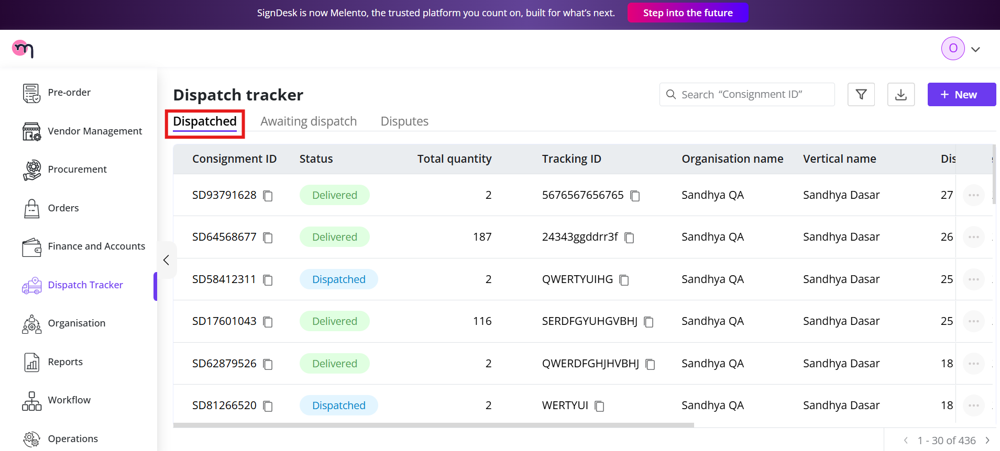 SignDesk is now Melento, the trusted platform you count on, built for what’s next. Step into the future
O
Pre-order
Vendor Management
Procurement
Orders
Finance and Accounts
Dispatch Tracker
Organisation
Reports
Workflow
Operations
Dispatch tracker
Search “Consignment ID”
+ New
Dispatched Awaiting dispatch Disputes
Consignment ID Status Total quantity Tracking ID Organisation name Vertical name Dis
SD93791628 Delivered 2 5676567656765 Sandhya QA Sandhya Dasar 27
SD64568677 Delivered 187 24343ggddrr3f Sandhya QA Sandhya Dasar 26
SD58412311 Dispatched 2 QWERTYUIHG Sandhya QA Sandhya Dasar 25
SD17601043 Delivered 116 SERDFGYUHGVBHJ Sandhya QA Sandhya Dasar 25
SD62879526 Delivered 2 QWERDFGHJHVBHJ Sandhya QA Sandhya Dasar 18
SD81266520 Dispatched 2 WERTYUI Sandhya QA Sandhya Dasar 18
1 - 30 of 436